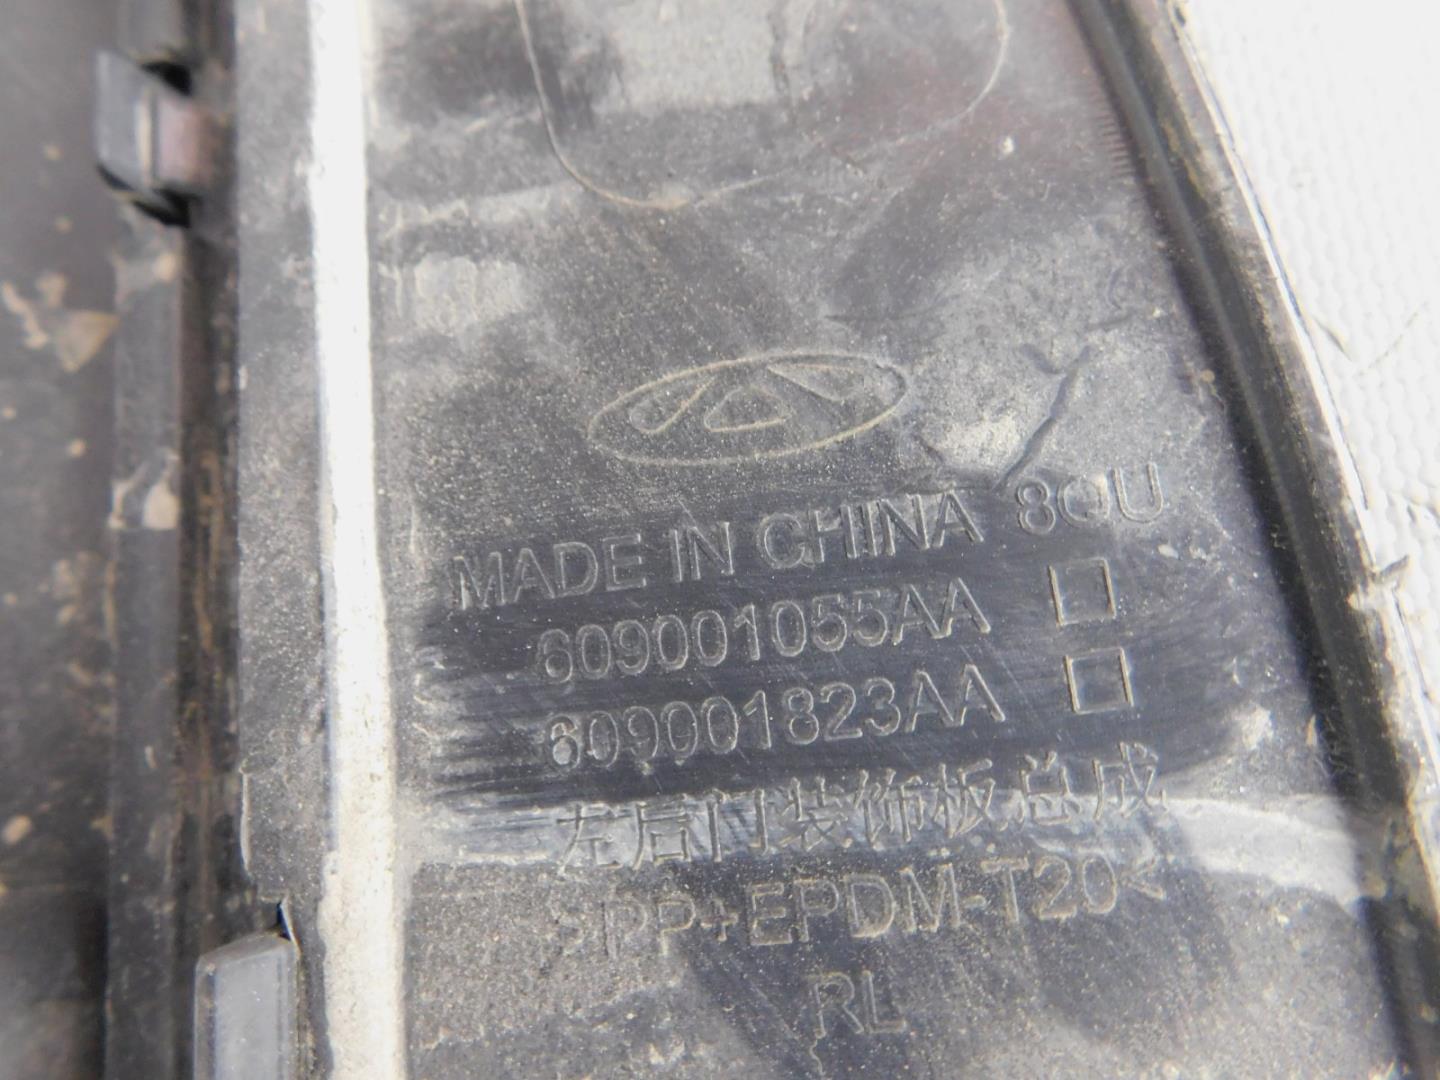 MADE IN CHINA 8QU
609001055AA
609001823AA
左后门装饰板总成
>PP+EPDM-T20<
RL